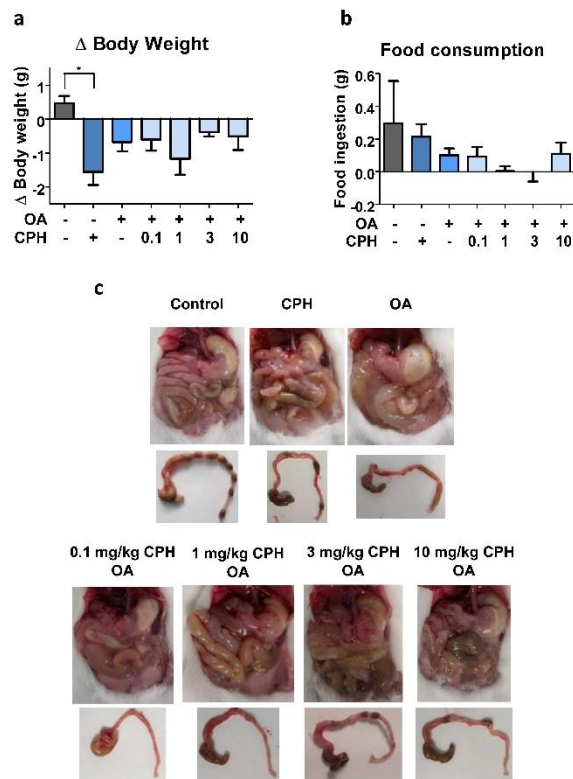 a
Δ Body Weight
Δ Body weight (g)
1
0
-1
-2
*
OA - - + + + + +
CPH - + - 0.1 1 3 10
b
Food consumption
Food ingestion (g)
0.6
0.4
0.2
0.0
-0.2
OA - - + + + + +
CPH - + - 0.1 1 3 10
c
Control CPH OA
0.1 mg/kg CPH 1 mg/kg CPH 3 mg/kg CPH 10 mg/kg CPH
OA OA OA OA